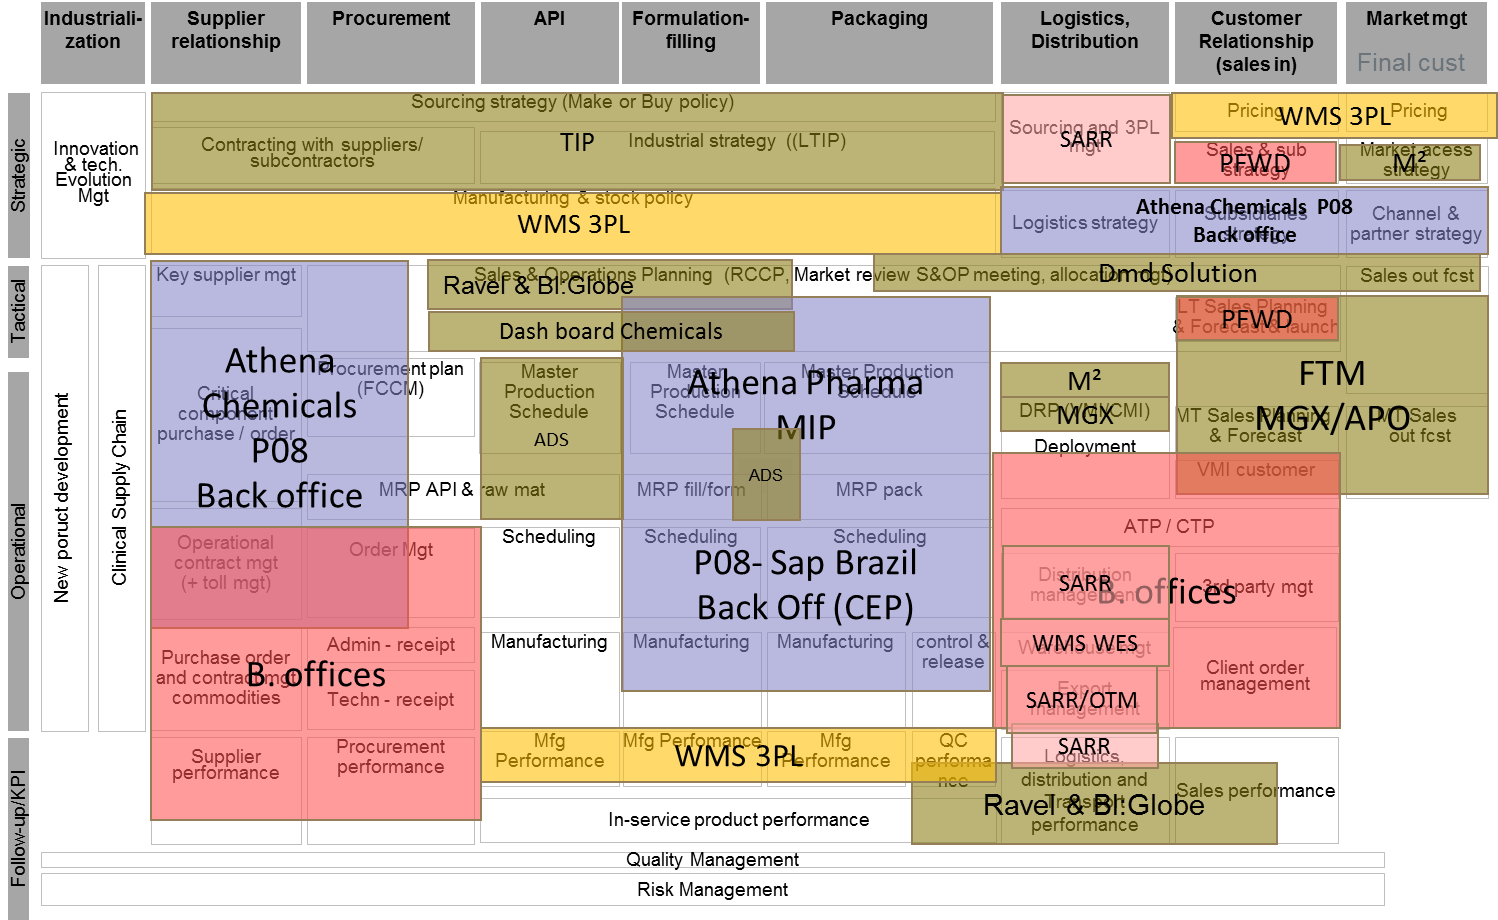 Industriali-
zation
Supplier
relationship
Procurement
API
Formulation-
filling
Packaging
Logistics,
Distribution
Customer
Relationship
(sales in)
Market mgt
Final cust
Strategic
Innovation
& tech.
Evolution
Mgt
Sourcing strategy (Make or Buy policy)
Contracting with suppliers/
subcontractors
TIP
Industrial strategy  ((LTIP)
Manufacturing & stock policy
WMS 3PL
Sourcing and 3PL
mgt
SARR
Pricing
WMS 3PL
Pricing
Sales & sub
strategy
PFWD
Market acess
strategy
M²
Logistics strategy
Athena Chemicals  P08
Back office
Subsidiaries
strategy
Channel &
partner strategy
Tactical
Key supplier mgt
Sales & Operations Planning  (RCCP, Market review S&OP meeting, allocation mgt)
Ravel & BI.Globe
Dmd Solution
Sales out fcst
Dash board Chemicals
LT Sales Planning
& Forecast & launch
PFWD
Operational
New poruct development
Clinical Supply Chain
Athena
Chemicals
P08
Back office
Critical
component
purchase / order
Procurement plan
(FCCM)
Master
Production
Schedule
ADS
Master
Production
Schedule
Master Production
Schedule
Athena Pharma
MIP
ADS
M²
DRP (VMI/CMI)
MGX
Deployment
FTM
MGX/APO
MT Sales Planning
& Forecast
MT Sales
out fcst
VMI customer
MRP API & raw mat
MRP fill/form
MRP pack
ATP / CTP
Operational
contract mgt
(+ toll mgt)
Order Mgt
Scheduling
Scheduling
Scheduling
P08- Sap Brazil
Back Off (CEP)
Distribution
management
SARR
B. offices
3rd party mgt
Purchase order
and contract mgt
commodities
B. offices
Admin - receipt
Techn - receipt
Manufacturing
Manufacturing
Manufacturing
control &
release
Warehouse mgt
WMS WES
Export
management
SARR/OTM
Client order
management
Follow-up/KPI
Supplier
performance
Procurement
performance
Mfg
Performance
Mfg Perfomance
Mfg
Performance
WMS 3PL
QC
performa
nce
SARR
Logistics,
distribution and
Transport
performance
Ravel & BI.Globe
Sales performance
In-service product performance
Quality Management
Risk Management